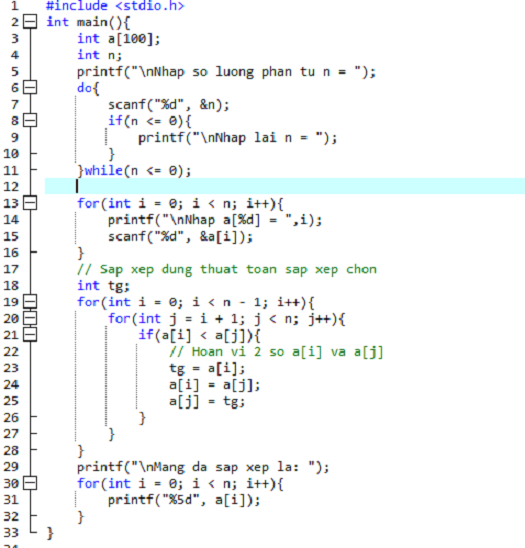 1 #include <stdio.h>
2 int main(){
3     int a[100];
4     int n;
5     printf("\nNhap so luong phan tu n = ");
6     do{
7         scanf("%d", &n);
8         if(n <= 0){
9             printf("\nNhap lai n = ");
10         }
11     }while(n <= 0);
12
13     for(int i = 0; i < n; i++){
14         printf("\nNhap a[%d] = ",i);
15         scanf("%d", &a[i]);
16     }
17     // Sap xep dung thuat toan sap xep chon
18     int tg;
19     for(int i = 0; i < n - 1; i++){
20         for(int j = i + 1; j < n; j++){
21             if(a[i] < a[j]){
22                 // Hoan vi 2 so a[i] va a[j]
23                 tg = a[i];
24                 a[i] = a[j];
25                 a[j] = tg;
26             }
27         }
28     }
29     printf("\nMang da sap xep la: ");
30     for(int i = 0; i < n; i++){
31         printf("%5d", a[i]);
32     }
33 }